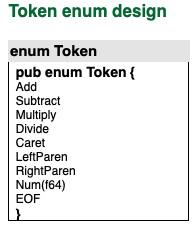 Token enum design
enum Token
pub enum Token {
Add
Subtract
Multiply
Divide
Caret
LeftParen
RightParen
Num(f64)
EOF
}